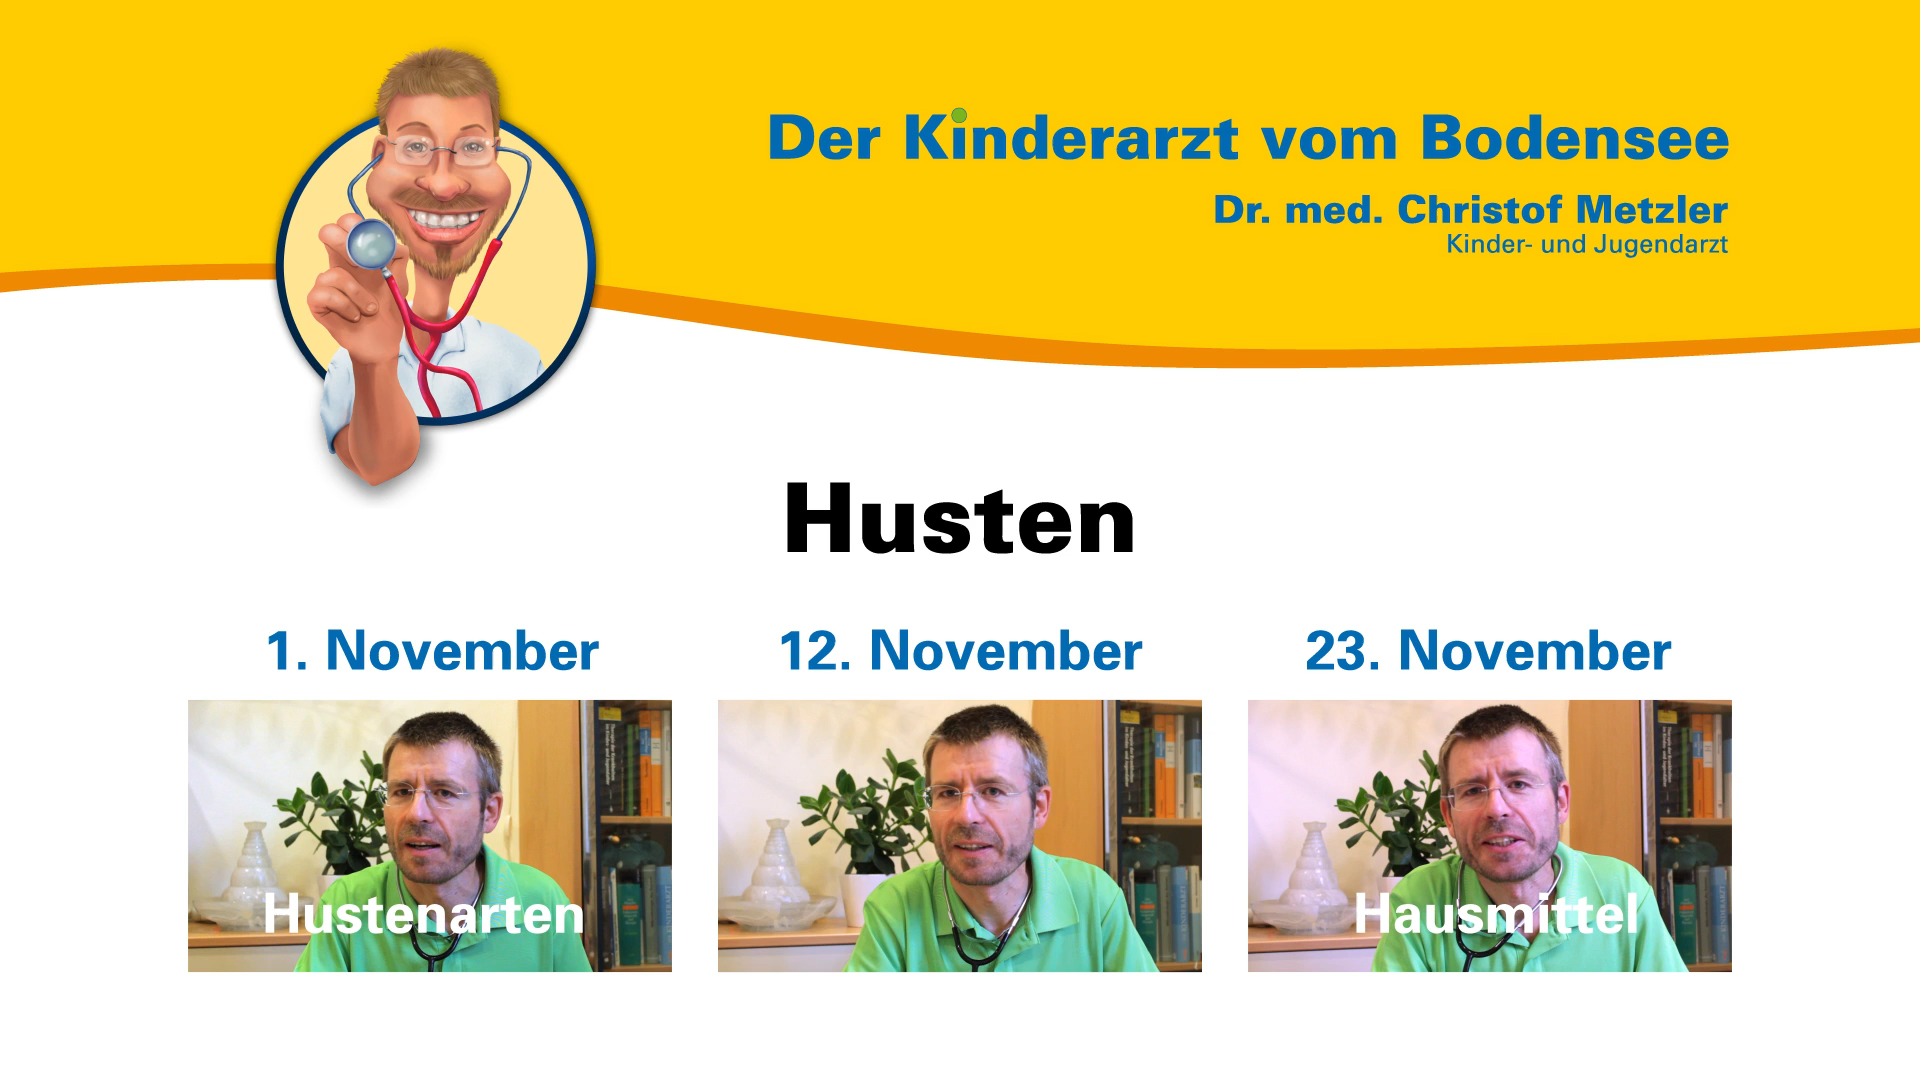 Der Kinderarzt vom Bodensee
Dr. med. Christof Metzler
Kinder- und Jugendarzt
Husten
1. November
12. November
23. November
Hustenarten
Hausmittel